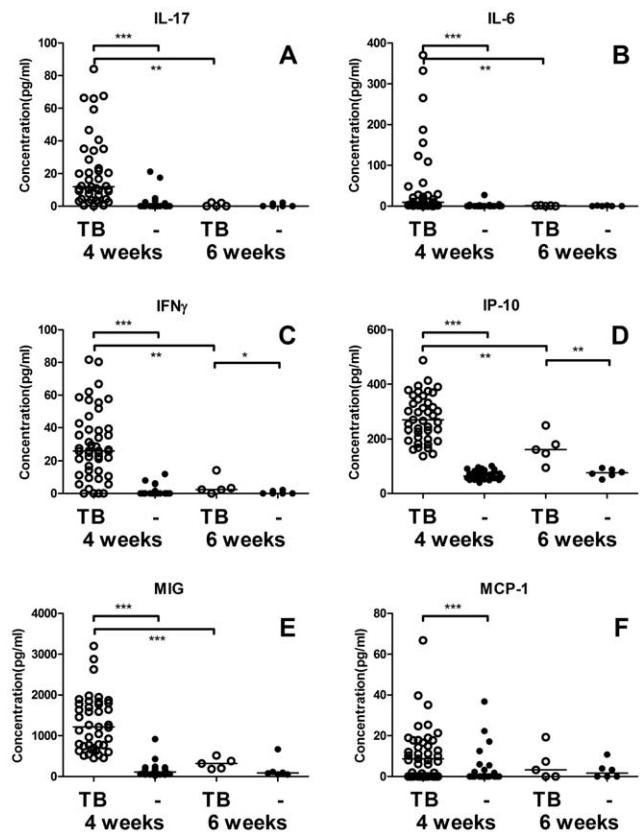 IL-17
A
***
**
Concentration(pg/ml)
100
80
60
40
20
0
TB - TB -
4 weeks 6 weeks
IL-6
B
***
**
Concentration(pg/ml)
400
300
200
100
0
TB - TB -
4 weeks 6 weeks
IFNγ
C
***
**
*
Concentration(pg/ml)
100
80
60
40
20
0
TB - TB -
4 weeks 6 weeks
IP-10
D
***
**
**
Concentration(pg/ml)
600
400
200
0
TB - TB -
4 weeks 6 weeks
MIG
E
***
***
Concentration(pg/ml)
4000
3000
2000
1000
0
TB - TB -
4 weeks 6 weeks
MCP-1
F
***
Concentration(pg/ml)
80
60
40
20
0
TB - TB -
4 weeks 6 weeks